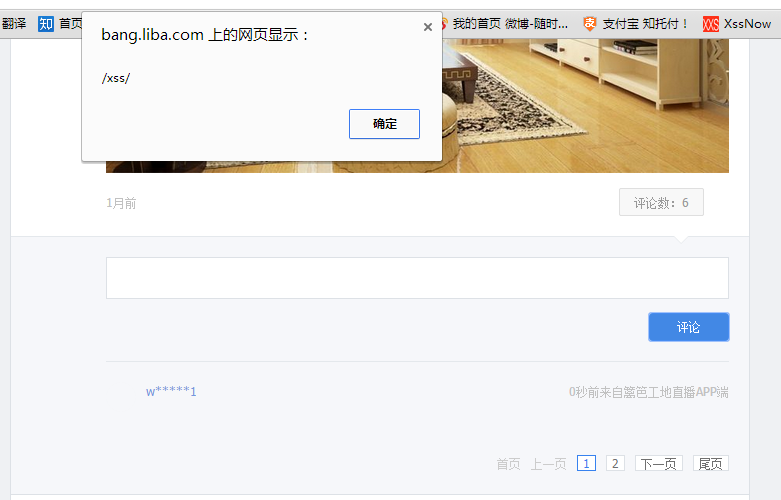 翻译 知 首页 我的首页 微博-随时... 支 支付宝 知托付！ XSS XssNow
bang.liba.com 上的网页显示：
/xss/
确定
1月前 评论数：6
评论
w*****1 0秒前来自篱笆工地直播APP端
首页 上一页 1 2 下一页 尾页